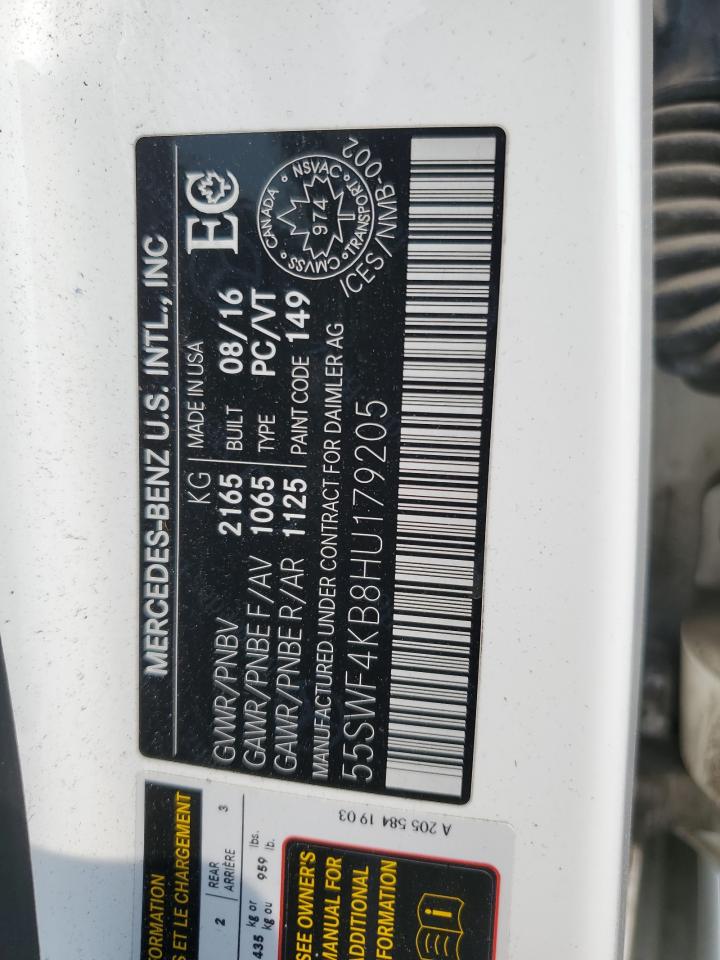 MERCEDES-BENZ U.S. INTL., INC
KG MADE IN USA
GVWR/PNBV 2165 BUILT 08/16
GAWR/PNBE F/AV 1065 TYPE PC/VT
GAWR/PNBE R/AR 1125 PAINT CODE 149
MANUFACTURED UNDER CONTRACT FOR DAIMLER AG
55SWF4KB8HU179205
EC
CANADA NSVAC
974
CMVSS TRANSPORT
ICES/NMB-002
A 205 584 19 03
FORMATION
S ET LE CHARGEMENT
2 REAR 3
ARRIÈRE
435 kg or 959 lbs.
kg ou lb.
SEE OWNER'S
MANUAL FOR
ADDITIONAL
FORMATION
i